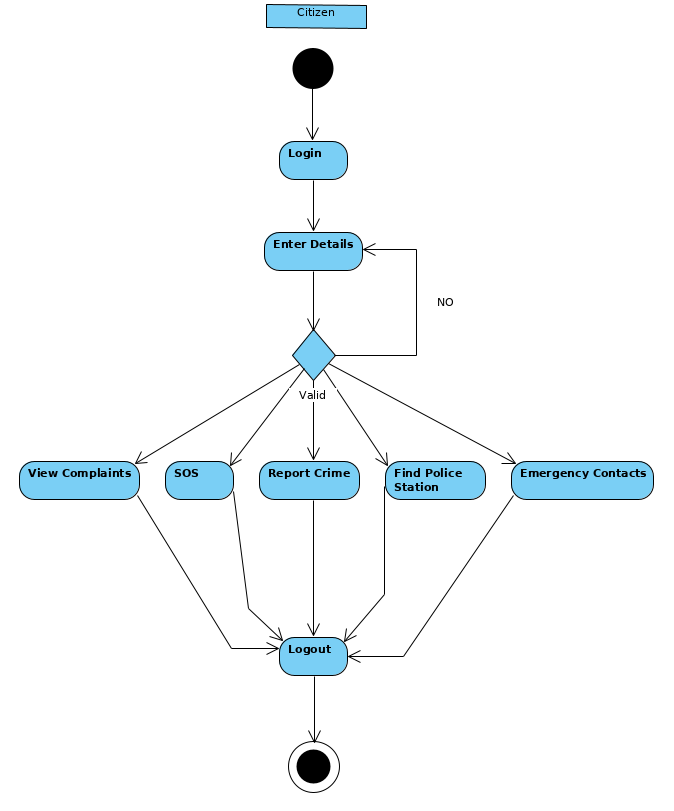 Citizen
Login
Enter Details
NO
Valid
View Complaints
SOS
Report Crime
Find Police
Station
Emergency Contacts
Logout